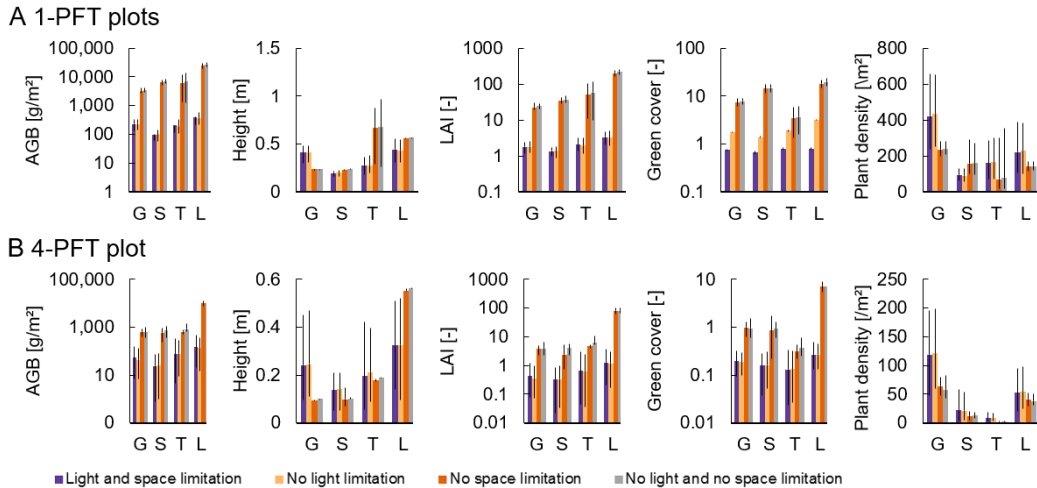 A 1-PFT plots
AGB [g/m²]
100,000
10,000
1,000
100
10
1
G S T L
Height [m]
1.5
1
0.5
0
G S T L
LAI [-]
1000
100
10
1
0.1
G S T L
Green cover [-]
100
10
1
0.1
G S T L
Plant density [\m²]
800
600
400
200
0
G S T L
B 4-PFT plot
AGB [g/m²]
100,000
1,000
10
0
G S T L
Height [m]
0.6
0.4
0.2
0
G S T L
LAI [-]
1000
100
10
1
0.1
0.01
G S T L
Green cover [-]
10
1
0.1
0.01
G S T L
Plant density [/m²]
250
200
150
100
50
0
G S T L
Light and space limitation
No light limitation
No space limitation
No light and no space limitation